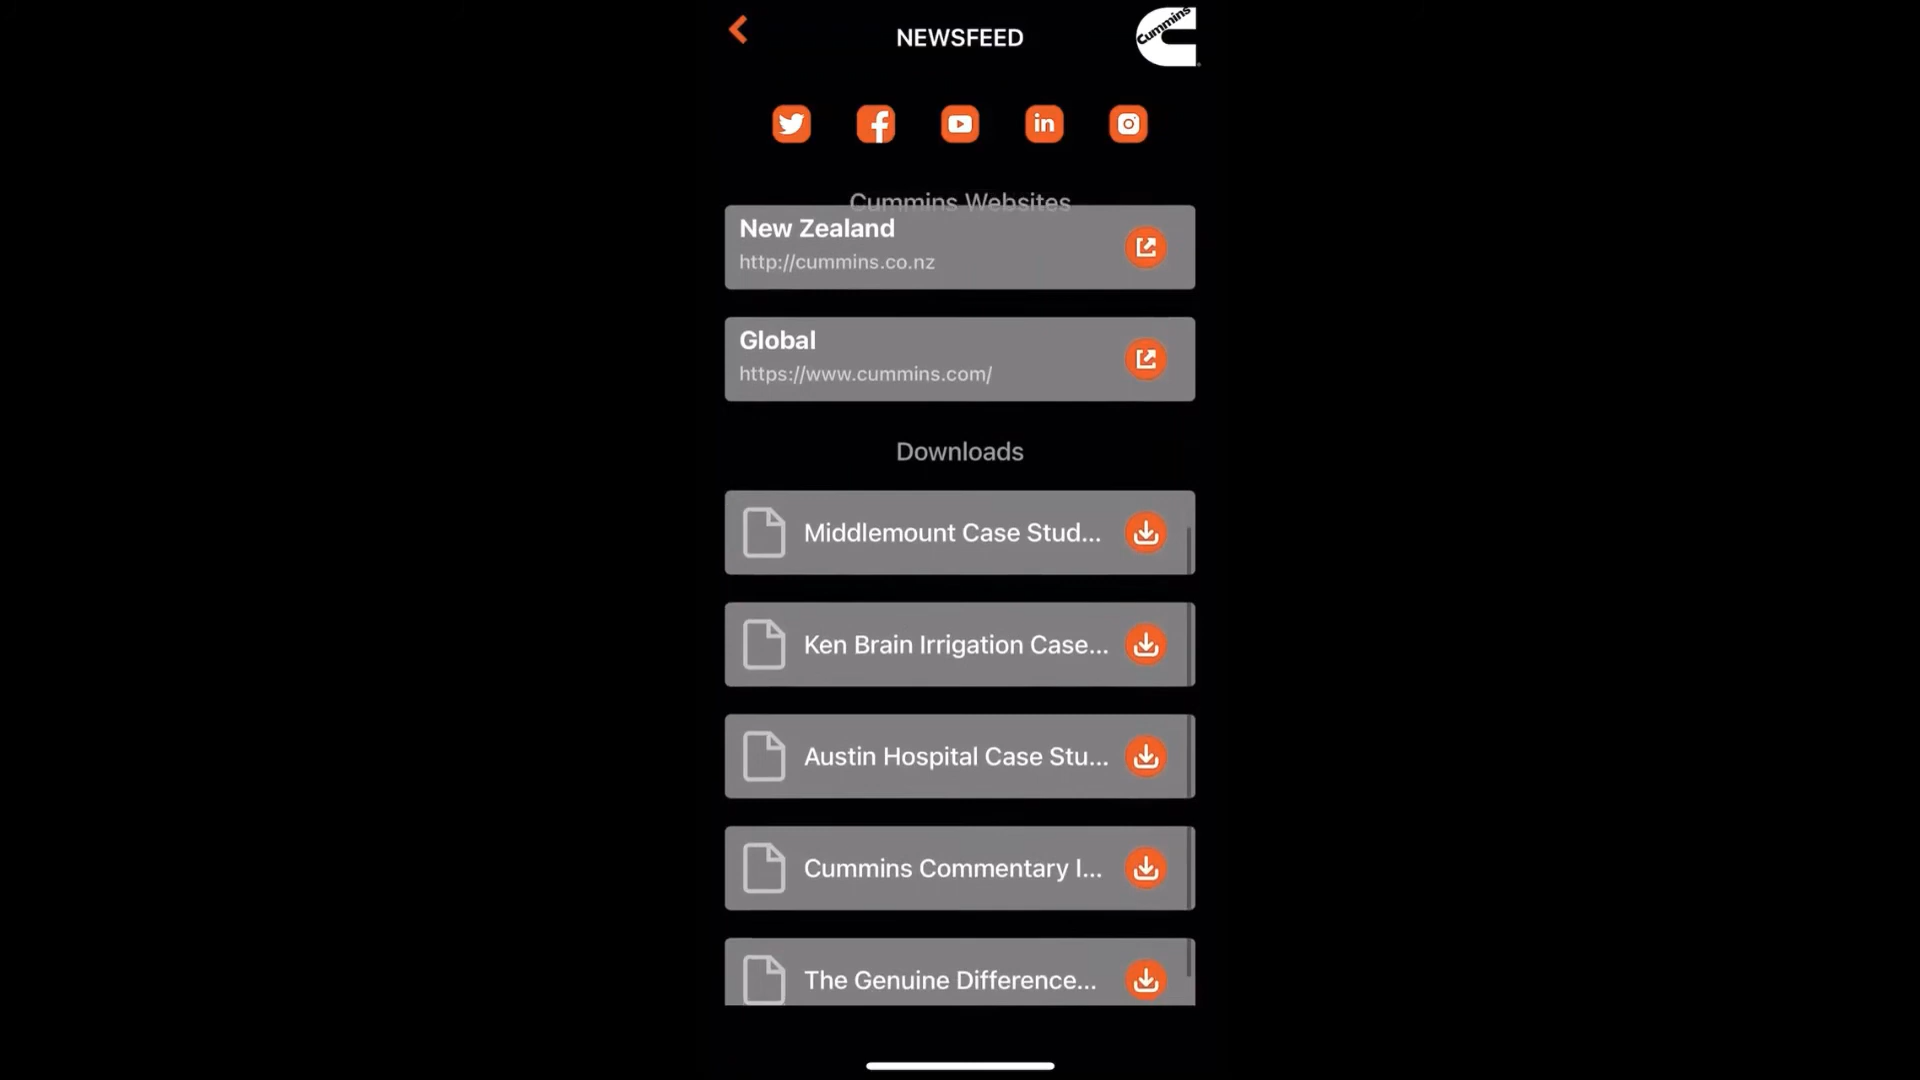 NEWSFEED
Cummins
in
Cummins Websites
New Zealand
http://cummins.co.nz
Global
https://www.cummins.com/
Downloads
Middlemount Case Stud...
Ken Brain Irrigation Case...
Austin Hospital Case Stu...
Cummins Commentary I...
The Genuine Difference...